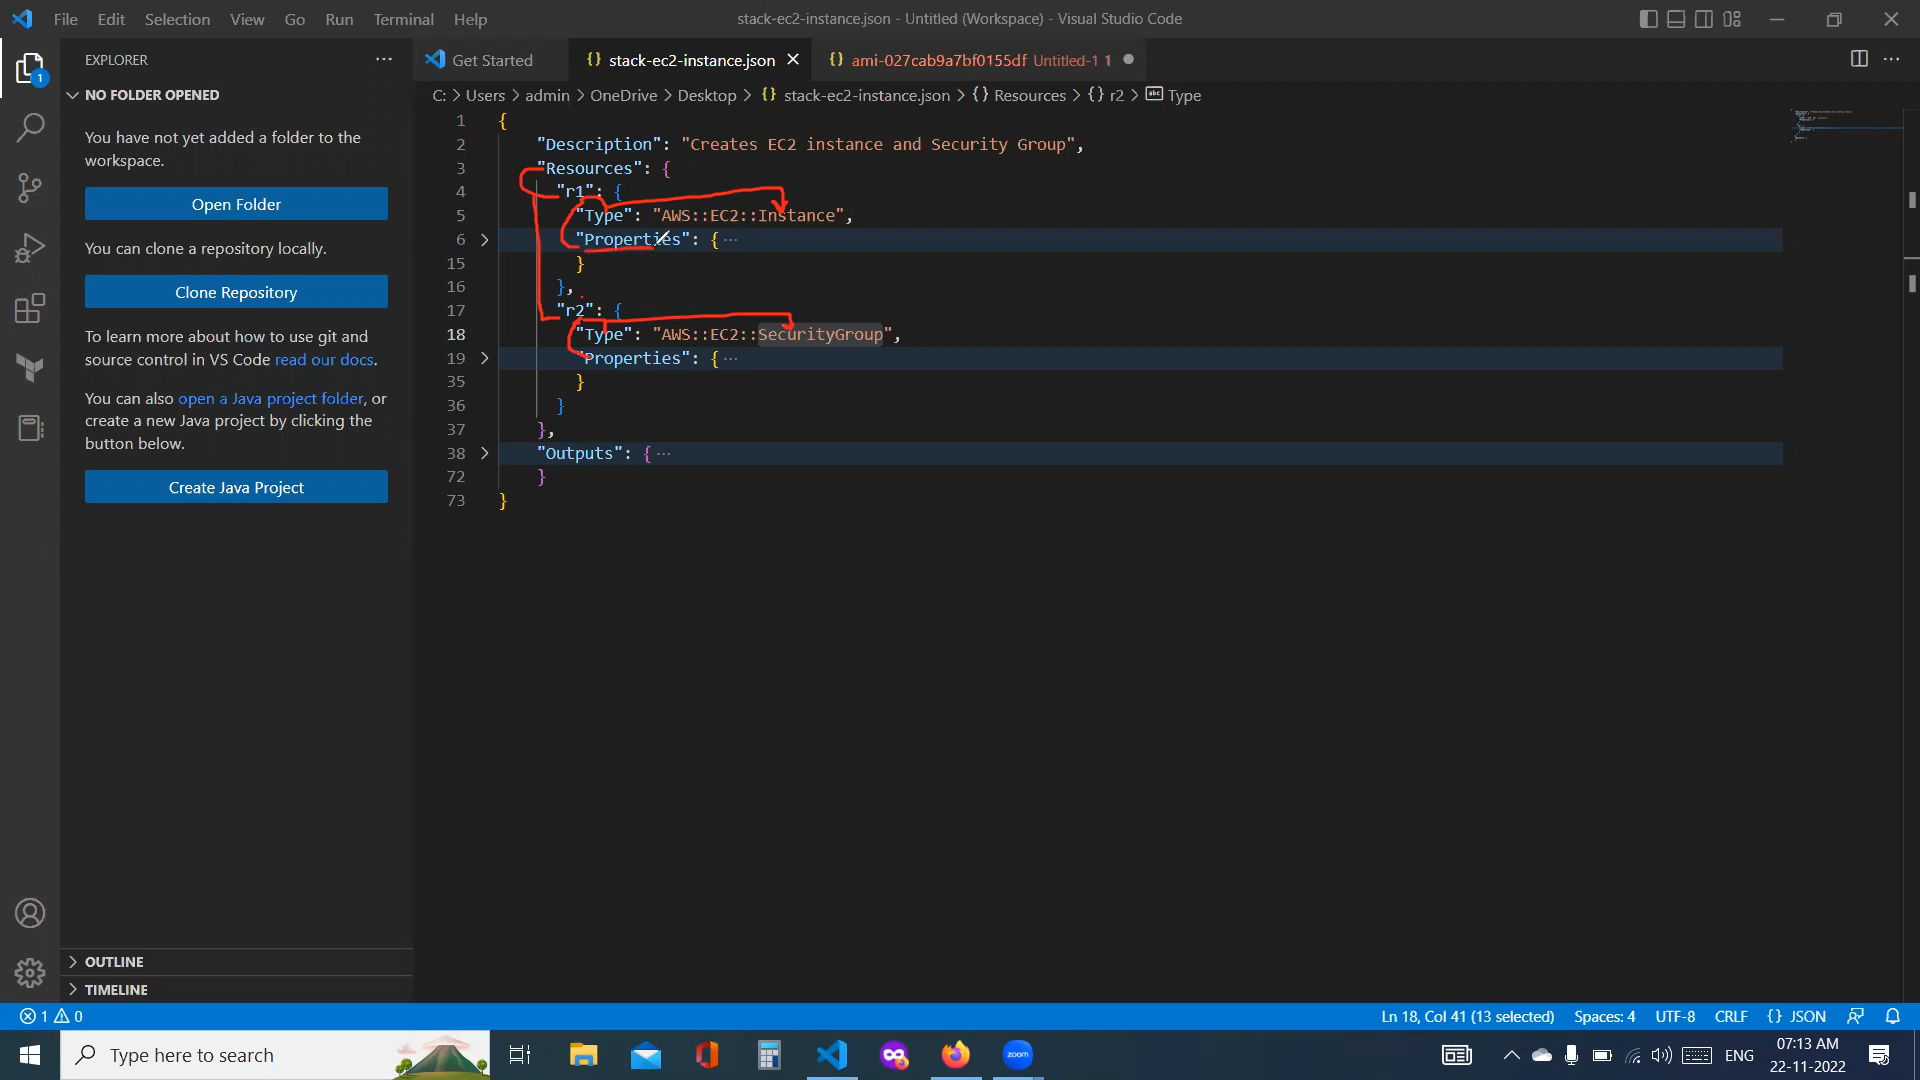 File Edit Selection View Go Run Terminal Help
stack-ec2-instance.json - Untitled (Workspace) - Visual Studio Code
EXPLORER
Get Started
stack-ec2-instance.json
ami-027cab9a7bf0155df Untitled-1 1
NO FOLDER OPENED
C: > Users > admin > OneDrive > Desktop > {} stack-ec2-instance.json > {} Resources > {} r2 > abc Type
You have not yet added a folder to the
workspace.
Open Folder
You can clone a repository locally.
Clone Repository
To learn more about how to use git and
source control in VS Code read our docs.
You can also open a Java project folder, or
create a new Java project by clicking the
button below.
Create Java Project
1 {
2 "Description": "Creates EC2 instance and Security Group",
3 "Resources": {
4 "r1": {
5 "Type": "AWS::EC2::Instance",
6 "Properties": { ...
15 }
16 },
17 "r2": {
18 "Type": "AWS::EC2::SecurityGroup",
19 "Properties": { ...
35 }
36 }
37 },
38 "Outputs": { ...
72 }
73 }
OUTLINE
TIMELINE
1 0
Ln 18, Col 41 (13 selected) Spaces: 4 UTF-8 CRLF {} JSON
Type here to search
zoom
ENG
07:13 AM
22-11-2022